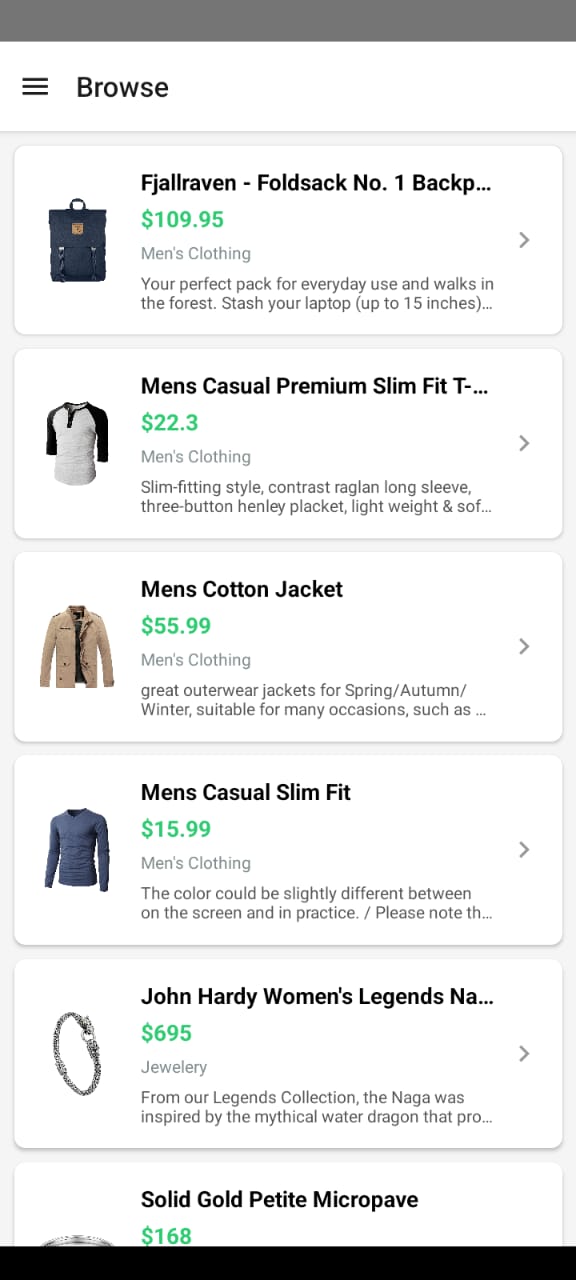 Browse
Fjallraven - Foldsack No. 1 Backp...
$109.95
Men's Clothing
Your perfect pack for everyday use and walks in
the forest. Stash your laptop (up to 15 inches)...
Mens Casual Premium Slim Fit T-...
$22.3
Men's Clothing
Slim-fitting style, contrast raglan long sleeve,
three-button henley placket, light weight & sof...
Mens Cotton Jacket
$55.99
Men's Clothing
great outerwear jackets for Spring/Autumn/
Winter, suitable for many occasions, such as ...
Mens Casual Slim Fit
$15.99
Men's Clothing
The color could be slightly different between
on the screen and in practice. / Please note th...
John Hardy Women's Legends Na...
$695
Jewelery
From our Legends Collection, the Naga was
inspired by the mythical water dragon that pro...
Solid Gold Petite Micropave
$168